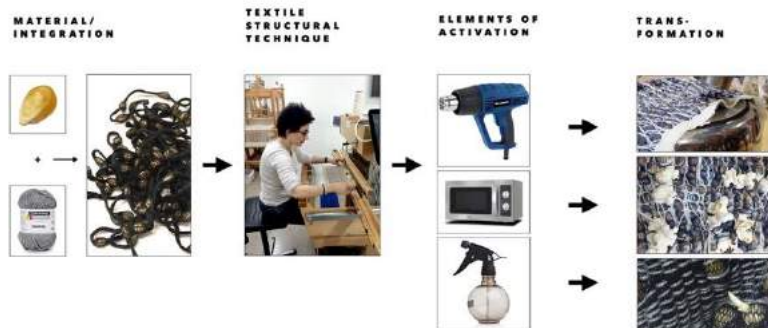 MATERIAL/
INTEGRATION
TEXTILE
STRUCTURAL
TECHNIQUE
ELEMENTS OF
ACTIVATION
TRANS-
FORMATION
+